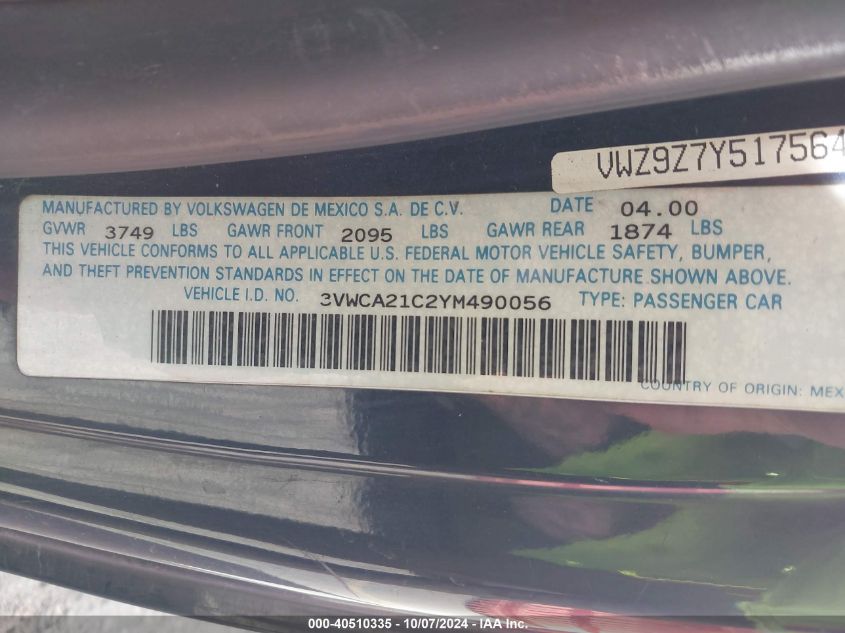 VWZ9Z7Y517564
MANUFACTURED BY VOLKSWAGEN DE MEXICO S.A. DE C.V. DATE 04.00
GVWR 3749 LBS GAWR FRONT 2095 LBS GAWR REAR 1874 LBS
THIS VEHICLE CONFORMS TO ALL APPLICABLE U.S. FEDERAL MOTOR VEHICLE SAFETY, BUMPER,
AND THEFT PREVENTION STANDARDS IN EFFECT ON THE DATE OF MANUFACTURE SHOWN ABOVE.
VEHICLE I.D. NO. 3VWCA21C2YM490056 TYPE: PASSENGER CAR
COUNTRY OF ORIGIN: MEX
000-40510335 - 10/07/2024 - IAA Inc.